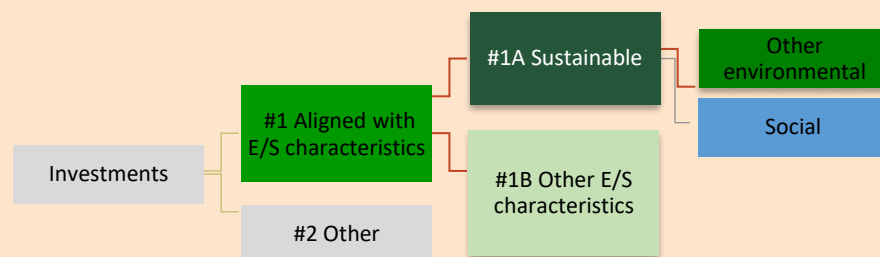 #1A Sustainable
Other
environmental
#1 Aligned with
E/S characteristics
Social
Investments
#1B Other E/S
characteristics
#2 Other